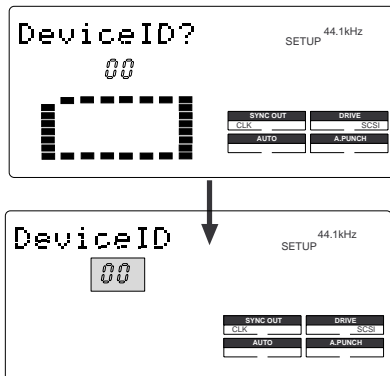 DeviceID?
44.1kHz
SETUP
00
SYNC OUT DRIVE
CLK SCSI
AUTO A.PUNCH
DeviceID
44.1kHz
SETUP
00
SYNC OUT DRIVE
CLK SCSI
AUTO A.PUNCH